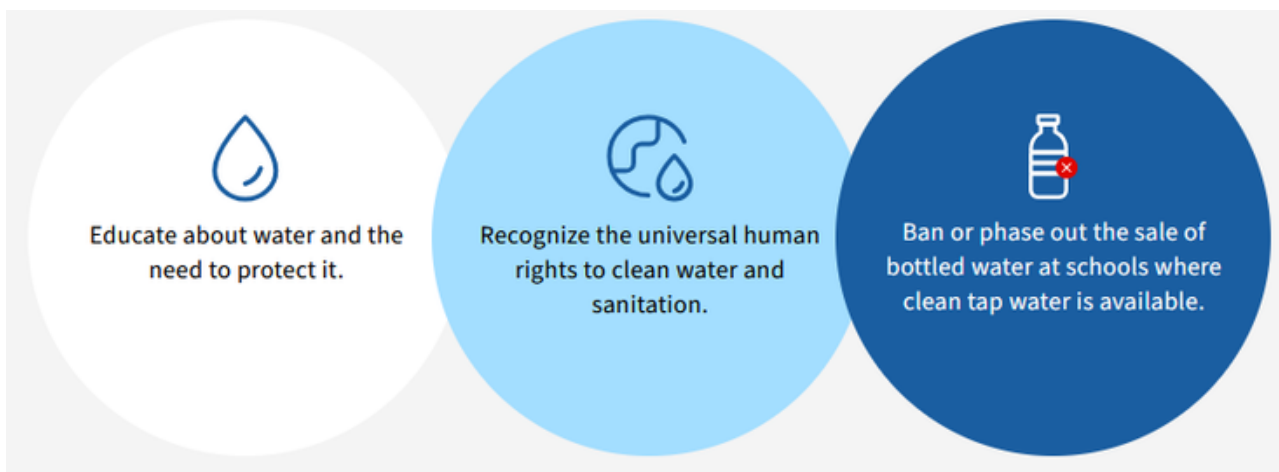 Educate about water and the
need to protect it.
Recognize the universal human
rights to clean water and
sanitation.
Ban or phase out the sale of
bottled water at schools where
clean tap water is available.